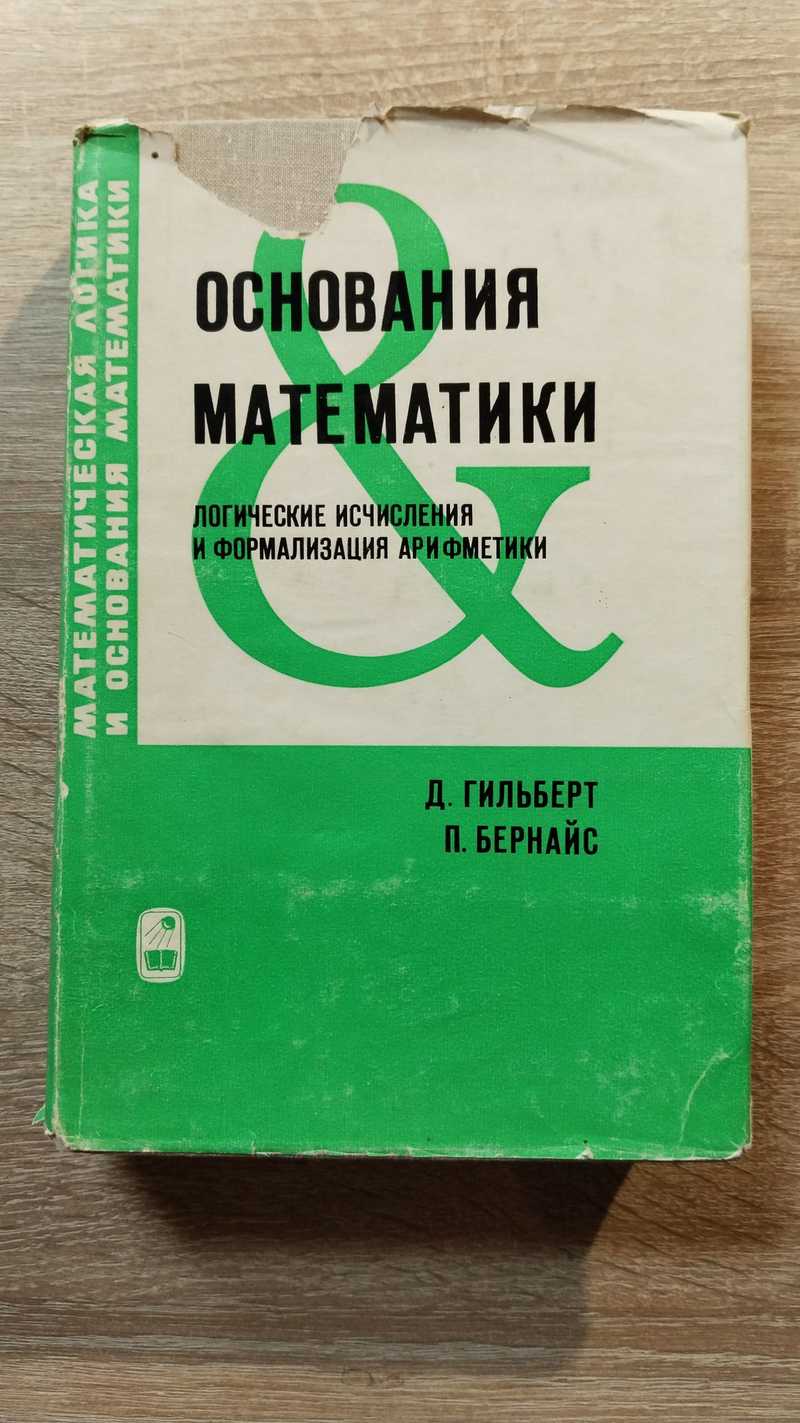 МАТЕМАТИЧЕСКАЯ ЛОГИКА
И ОСНОВАНИЯ МАТЕМАТИКИ
&
ОСНОВАНИЯ
МАТЕМАТИКИ
ЛОГИЧЕСКИЕ ИСЧИСЛЕНИЯ
И ФОРМАЛИЗАЦИЯ АРИФМЕТИКИ
Д. ГИЛЬБЕРТ
П. БЕРНАЙС